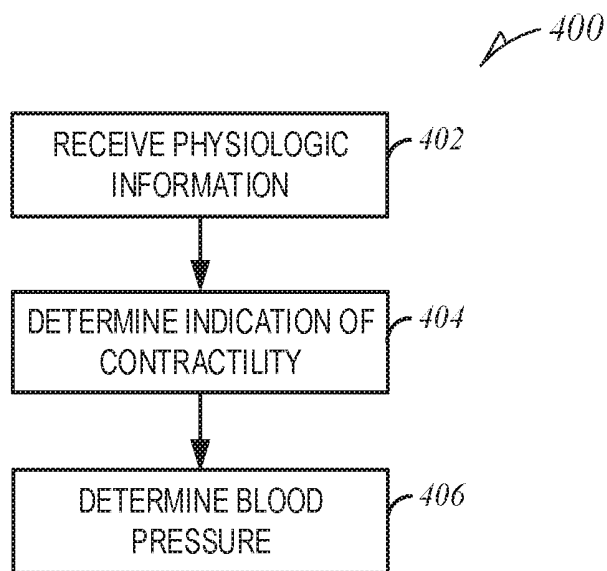 400
RECEIVE PHYSIOLOGIC
INFORMATION
402
DETERMINE INDICATION OF
CONTRACTILITY
404
DETERMINE BLOOD
PRESSURE
406